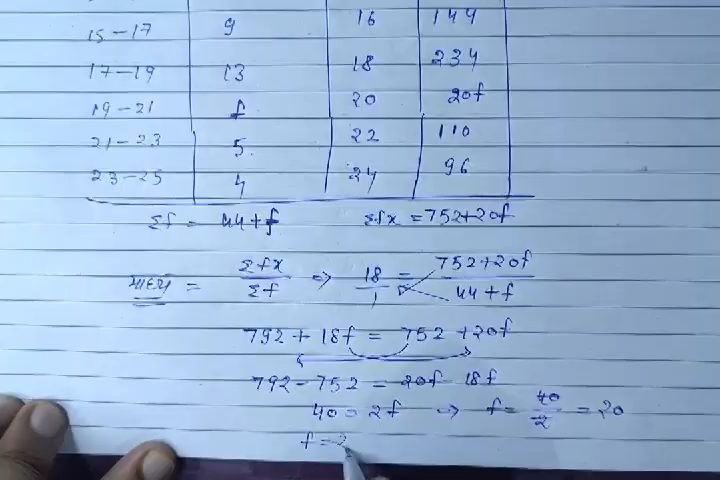 15-17 9 16 144
17-19 13 18 234
19-21 f 20 20f
21-23 5 22 110
23-25 4 24 96
Σf = 44+f Σfx = 752+20f
माध्य = Σfx/Σf ⇒ 18/1 = 752+20f/44+f
792 + 18f = 752 + 20f
792 - 752 = 20f - 18f
40 = 2f ⇒ f = 40/2 = 20
f = 2